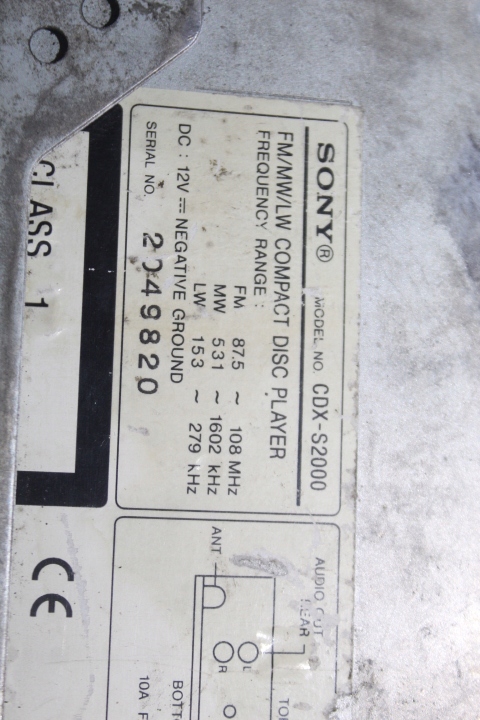 SONY® MODEL NO. CDX-S2000
FM/MW/LW COMPACT DISC PLAYER
FREQUENCY RANGE :
FM 87.5 ~ 108 MHz
MW 531 ~ 1602 kHz
LW 153 ~ 279 kHz
DC : 12V ⎓ NEGATIVE GROUND
SERIAL NO. 2049820
CLASS 1
CE
AUDIO OUT
REAR
ANT
L
R
10A